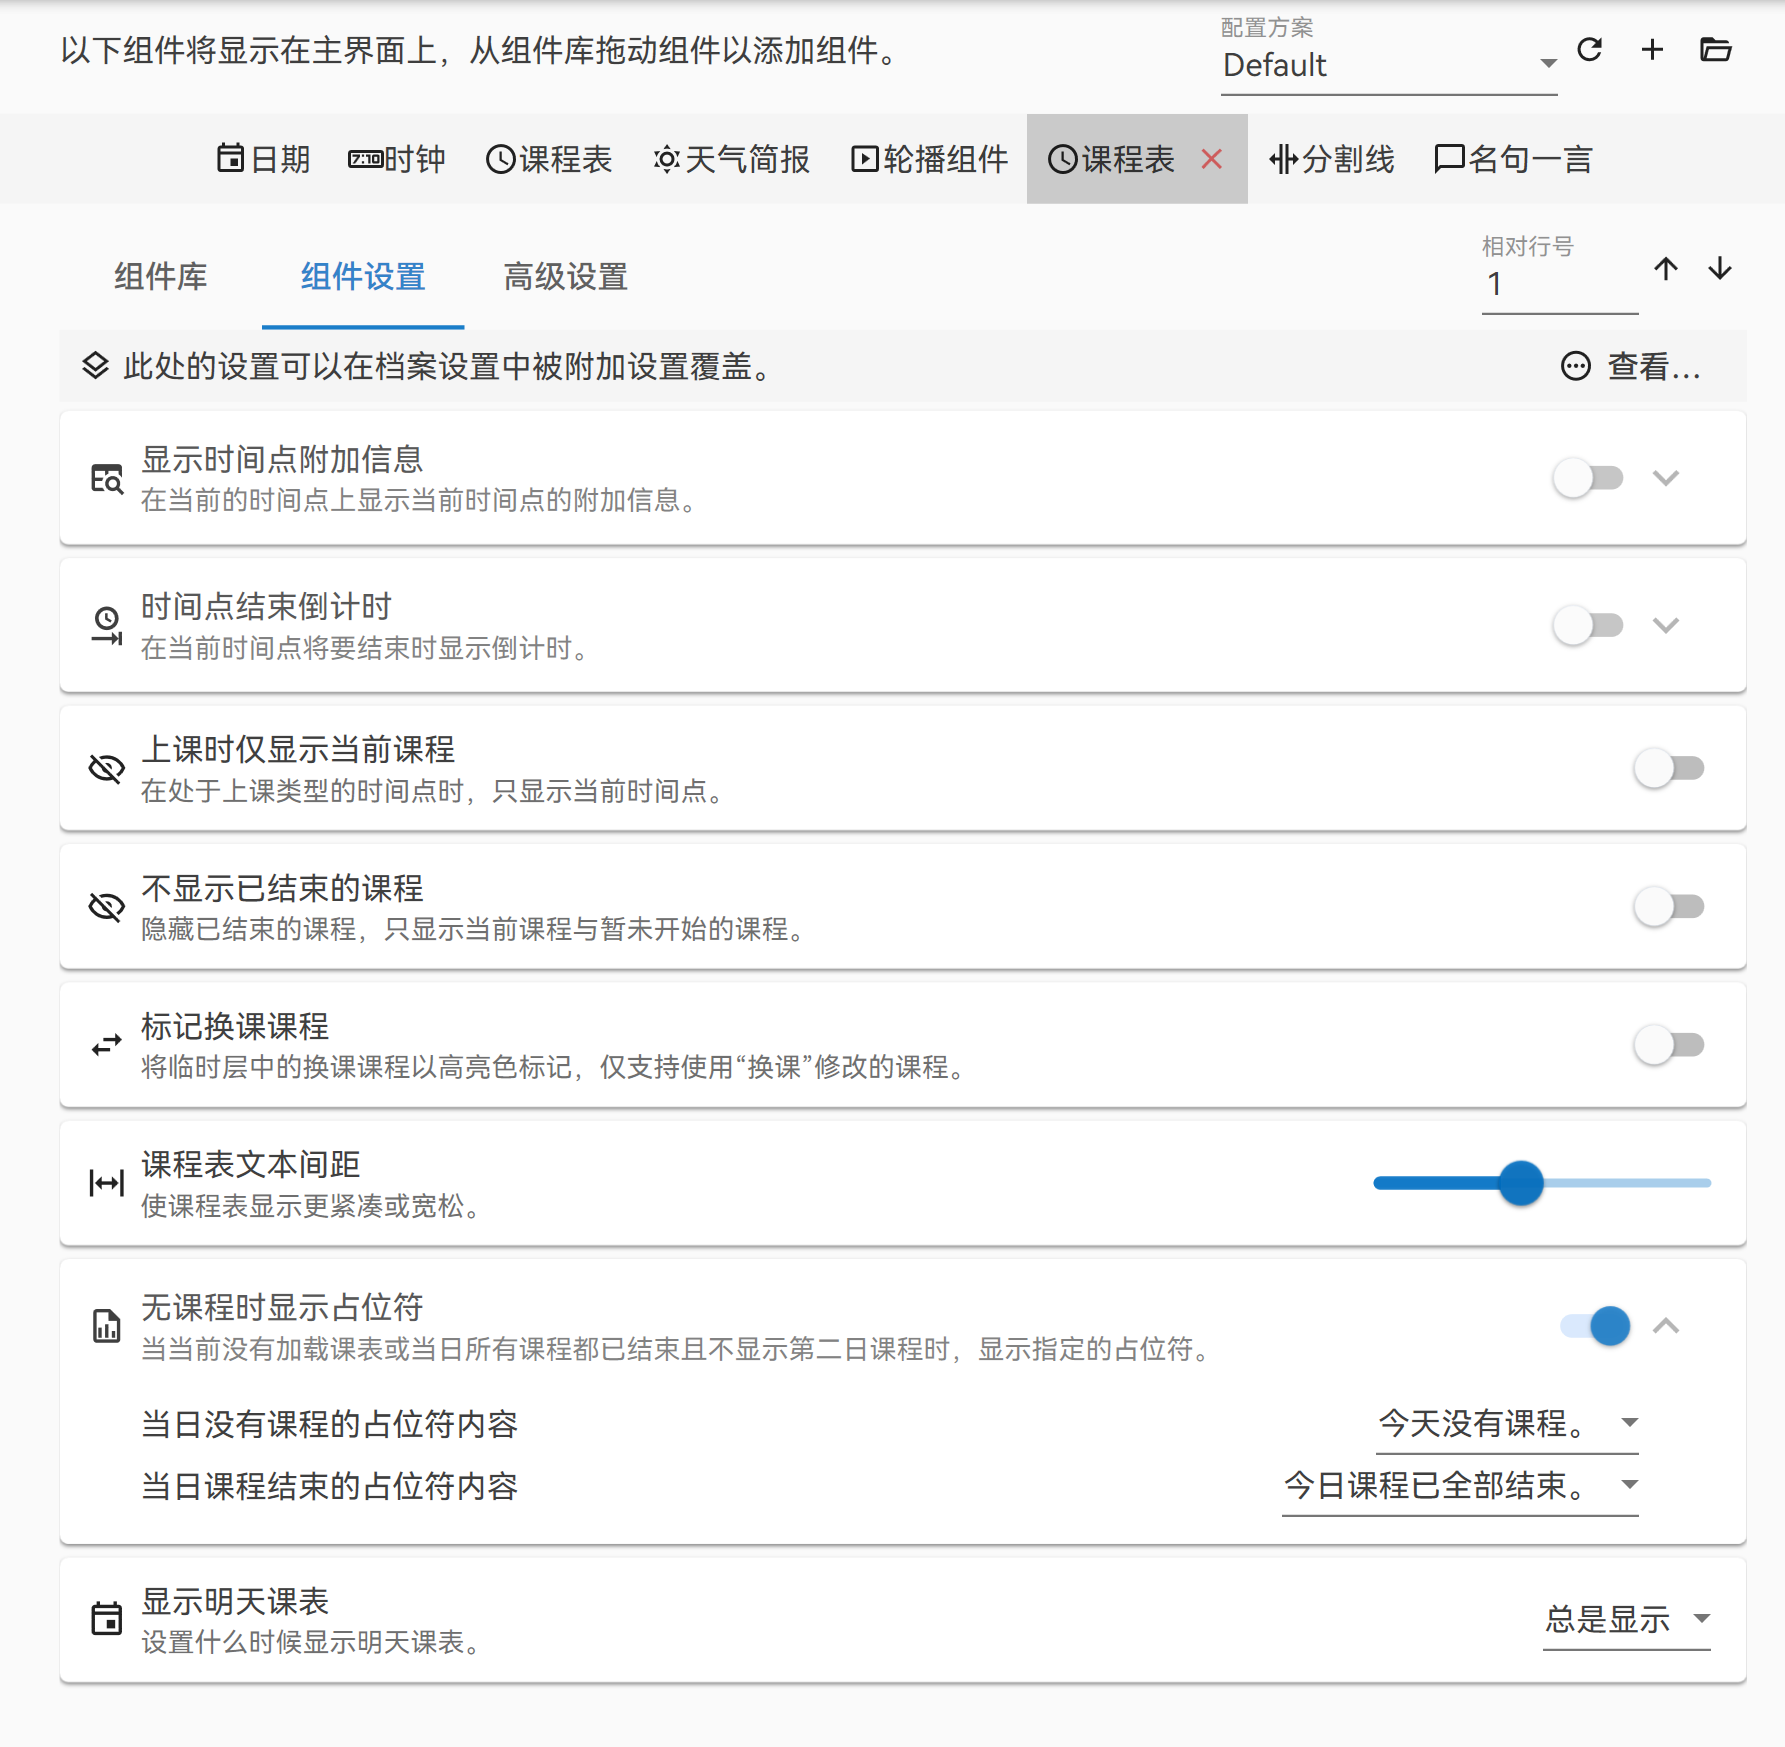 以下组件将显示在主界面上，从组件库拖动组件以添加组件。
配置方案
Default
日期 7:10 时钟 课程表 天气简报 轮播组件 课程表 分割线 名句一言
组件库 组件设置 高级设置
相对行号
1
此处的设置可以在档案设置中被附加设置覆盖。 查看...
显示时间点附加信息
在当前的时间点上显示当前时间点的附加信息。
时间点结束倒计时
在当前时间点将要结束时显示倒计时。
上课时仅显示当前课程
在处于上课类型的时间点时，只显示当前时间点。
不显示已结束的课程
隐藏已结束的课程，只显示当前课程与暂未开始的课程。
标记换课课程
将临时层中的换课课程以高亮色标记，仅支持使用“换课”修改的课程。
课程表文本间距
使课程表显示更紧凑或宽松。
无课程时显示占位符
当当前没有加载课表或当日所有课程都已结束且不显示第二日课程时，显示指定的占位符。
当日没有课程的占位符内容 今天没有课程。
当日课程结束的占位符内容 今日课程已全部结束。
显示明天课表
设置什么时候显示明天课表。
总是显示